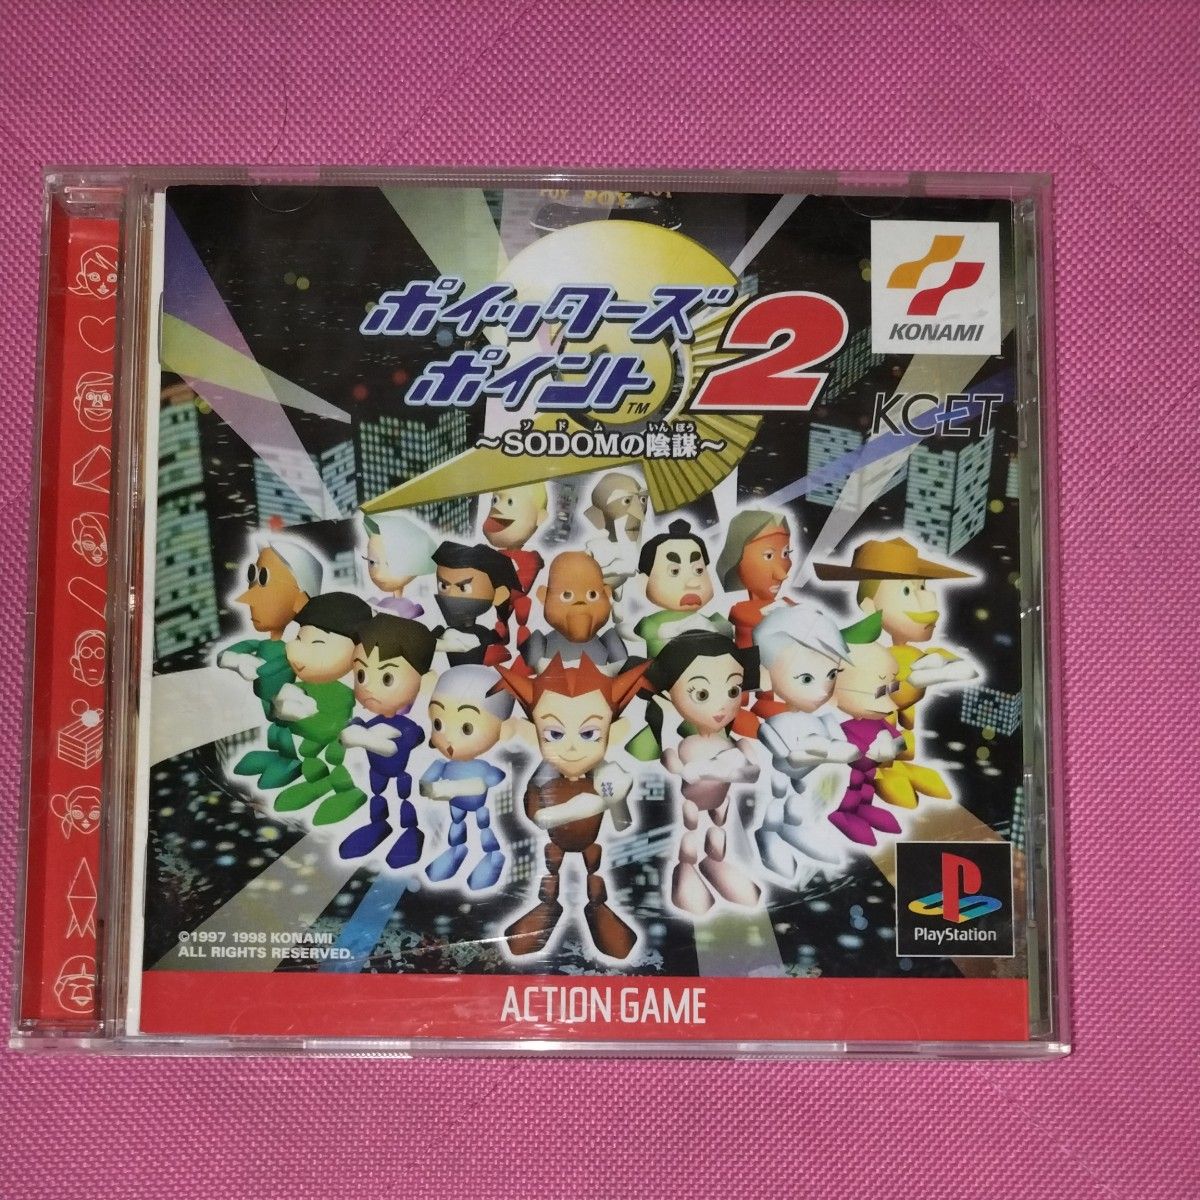 POY POY
KONAMI
ポイッターズ
ポイント2
TM
KCET
ソドム いんぼう
～SODOMの陰謀～
©1997 1998 KONAMI
ALL RIGHTS RESERVED.
PlayStation
ACTION GAME